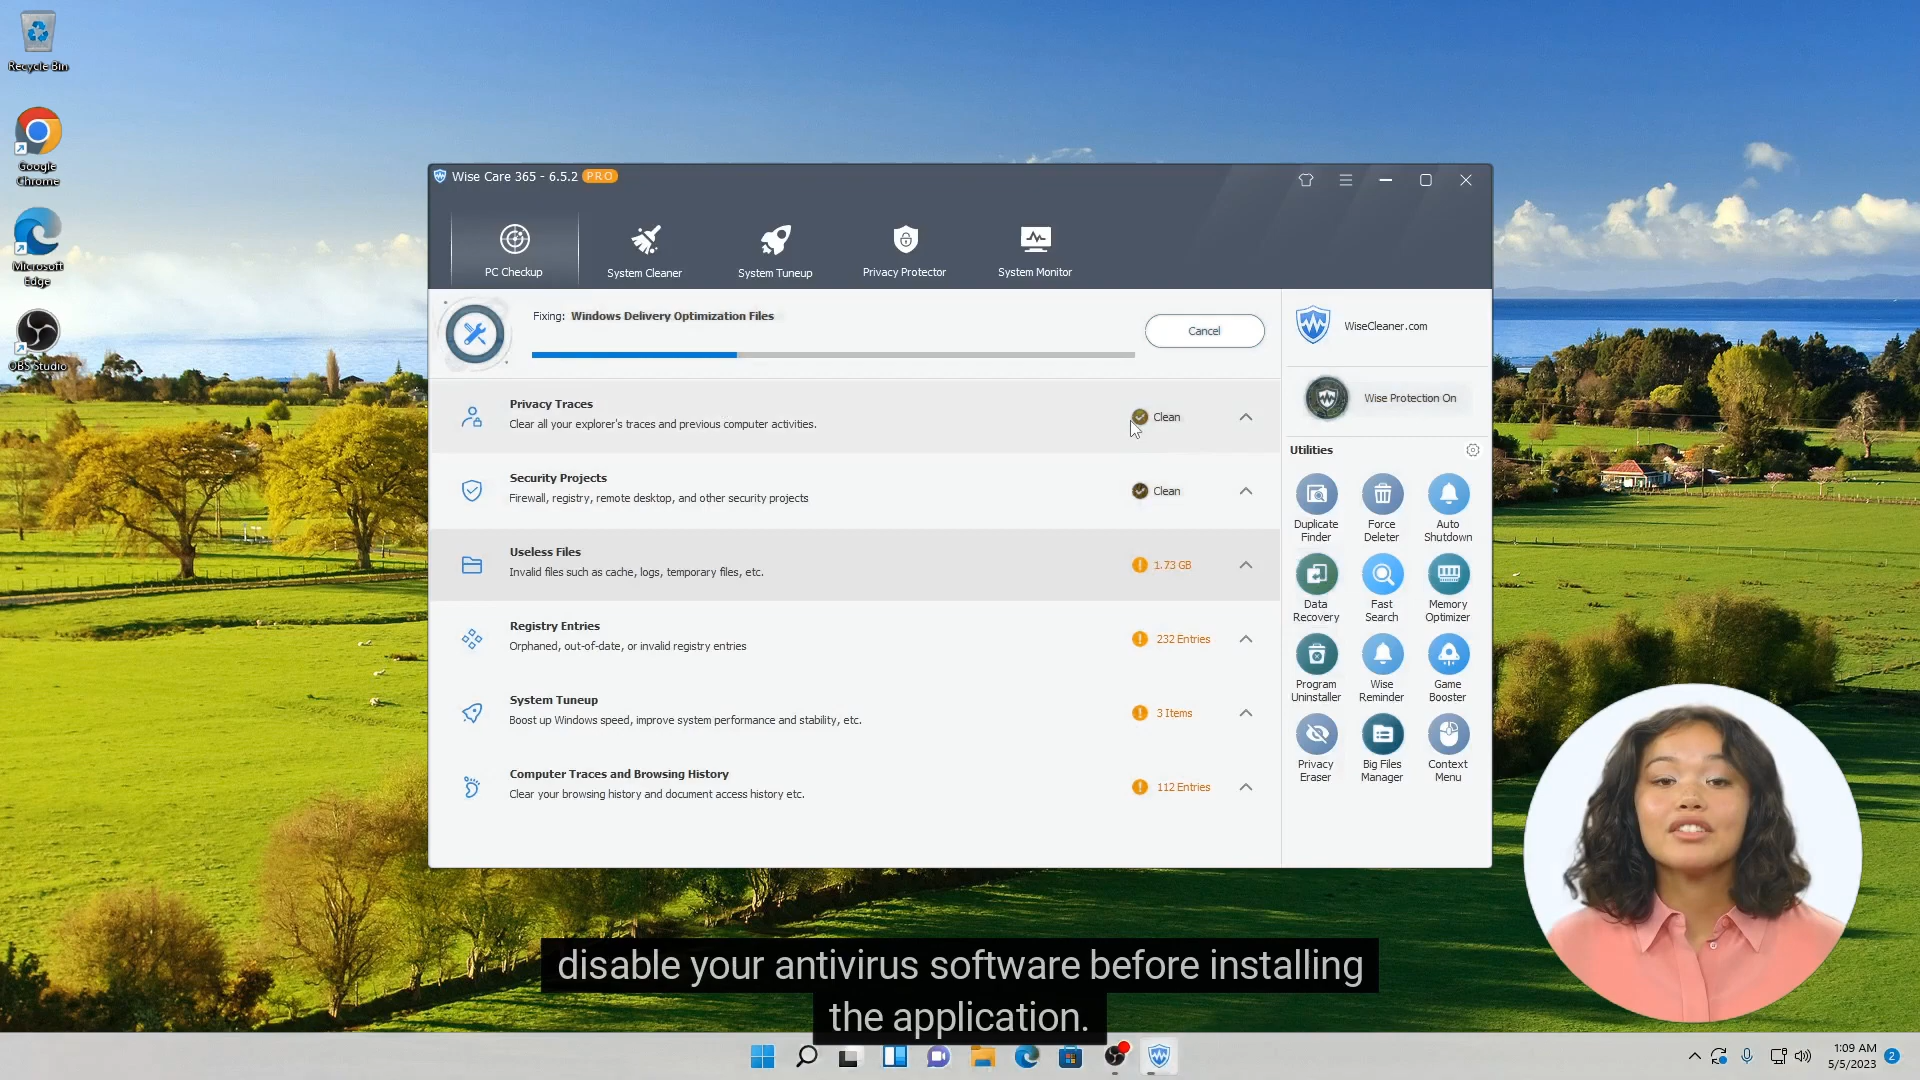 Recycle Bin
Google
Chrome
Microsoft
Edge
OBS Studio
Wise Care 365 - 6.5.2 PRO
PC Checkup
System Cleaner
System Tuneup
Privacy Protector
System Monitor
Fixing: Windows Delivery Optimization Files
Cancel
Privacy Traces
Clear all your explorer's traces and previous computer activities.
Clean
Security Projects
Firewall, registry, remote desktop, and other security projects
Clean
Useless Files
Invalid files such as cache, logs, temporary files, etc.
1.73 GB
Registry Entries
Orphaned, out-of-date, or invalid registry entries
232 Entries
System Tuneup
Boost up Windows speed, improve system performance and stability, etc.
3 Items
Computer Traces and Browsing History
Clear your browsing history and document access history etc.
112 Entries
WiseCleaner.com
Wise Protection On
Utilities
Duplicate
Finder
Force
Deleter
Auto
Shutdown
Data
Recovery
Fast
Search
Memory
Optimizer
Program
Uninstaller
Wise
Reminder
Game
Booster
Privacy
Eraser
Big Files
Manager
Context
Menu
disable your antivirus software before installing
the application.
1:09 AM
5/5/2023
2